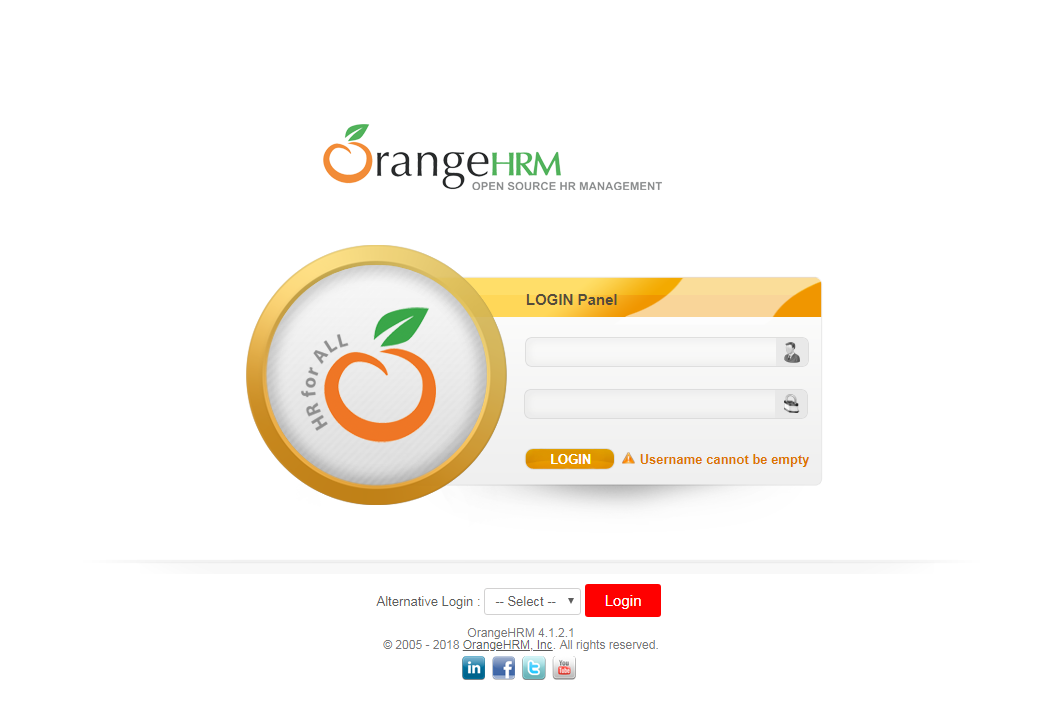 OrangeHRM
OPEN SOURCE HR MANAGEMENT
HR for ALL
LOGIN Panel
LOGIN Username cannot be empty
Alternative Login : -- Select -- Login
OrangeHRM 4.1.2.1
© 2005 - 2018 OrangeHRM, Inc. All rights reserved.
in f t You Tube